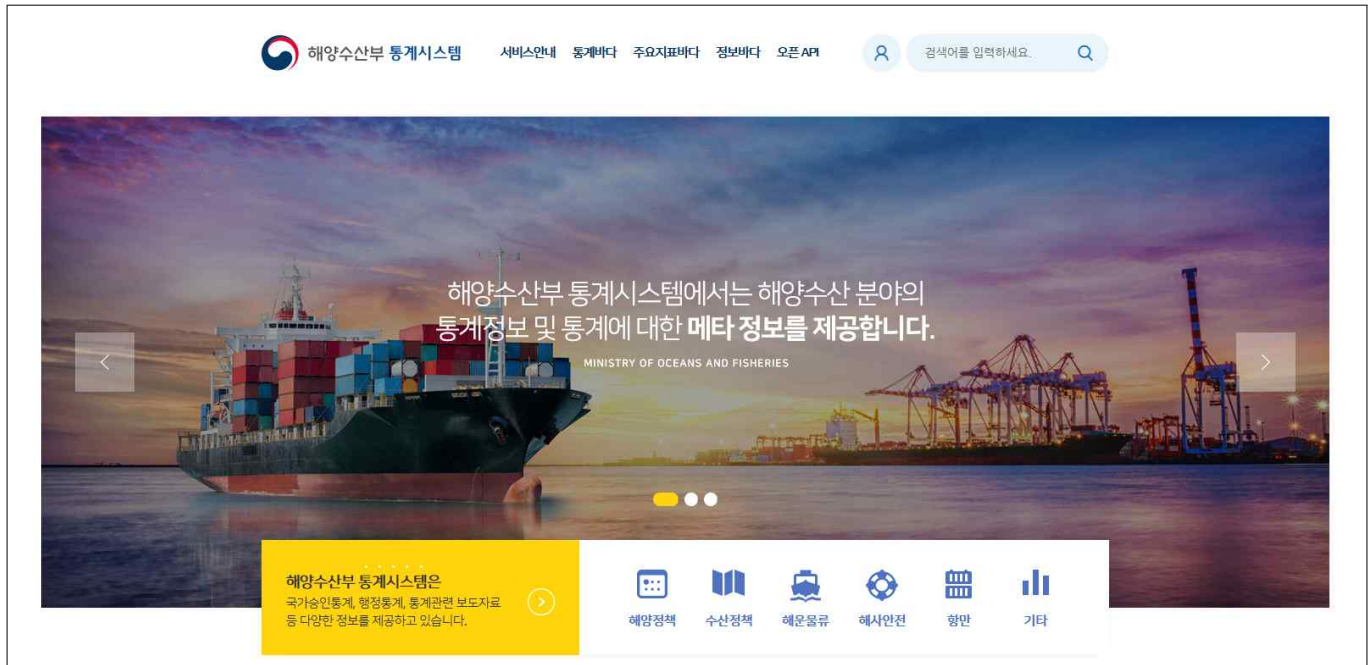 해양수산부 통계시스템
서비스안내 통계바다 주요지표바다 정보바다 오픈 API
검색어를 입력하세요.
해양수산부 통계시스템에서는 해양수산 분야의
통계정보 및 통계에 대한 메타 정보를 제공합니다.
MINISTRY OF OCEANS AND FISHERIES
해양수산부 통계시스템은
국가승인통계, 행정통계, 통계관련 보도자료
등 다양한 정보를 제공하고 있습니다.
해양정책 수산정책 해운물류 해사안전 항만 기타